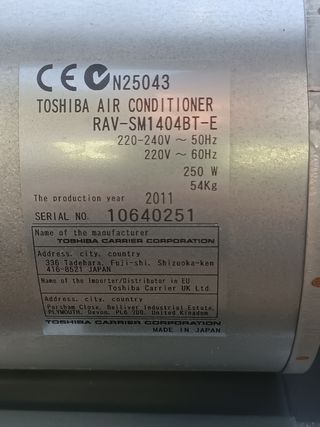 CE N25043
TOSHIBA AIR CONDITIONER
RAV-SM1404BT-E
220-240V ~ 50Hz
220V ~ 60Hz
250 W
54Kg
The production year 2011
SERIAL NO. 10640251
Name of the manufacturer
TOSHIBA CARRIER CORPORATION
Address, city, country
336 Tadehara, Fuji-shi, Shizuoka-ken
416-8521 JAPAN
Name of the Importer/Distributor in EU
Toshiba Carrier UK Ltd.
Address, city, country
Porsham Close, Belliver Industrial Estate,
PLYMOUTH, Devon, PL6 7DB, United Kingdom
TOSHIBA CARRIER CORPORATION
MADE IN JAPAN